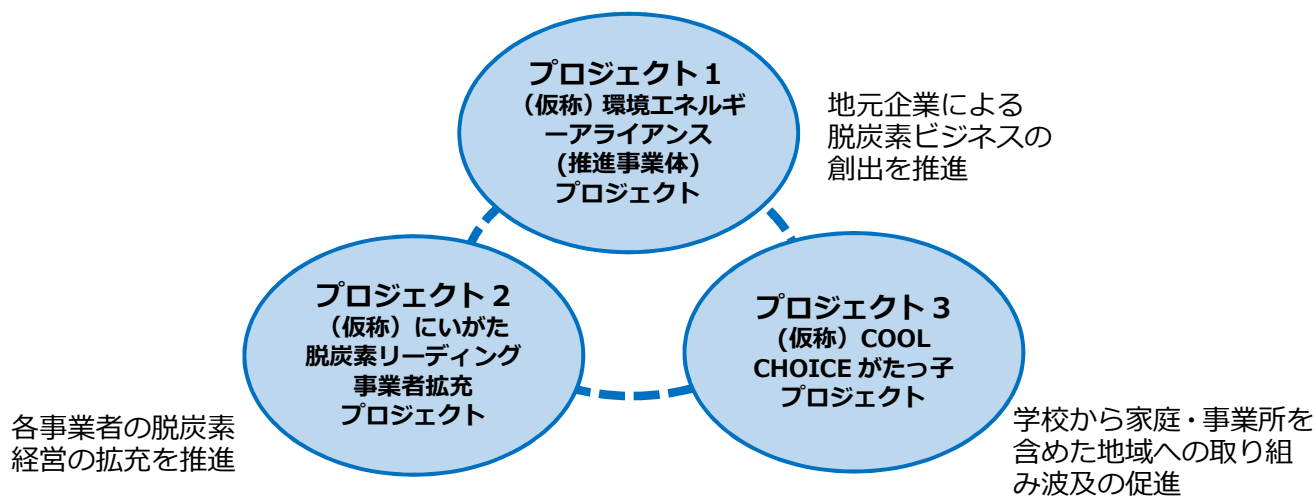 プロジェクト１
（仮称）環境エネルギ
ーアライアンス
(推進事業体)
プロジェクト
地元企業による
脱炭素ビジネスの
創出を推進
プロジェクト２
（仮称）にいがた
脱炭素リーディング
事業者拡充
プロジェクト
各事業者の脱炭素
経営の拡充を推進
プロジェクト３
(仮称）COOL
CHOICE がたっ子
プロジェクト
学校から家庭・事業所を
含めた地域への取り組
み波及の促進